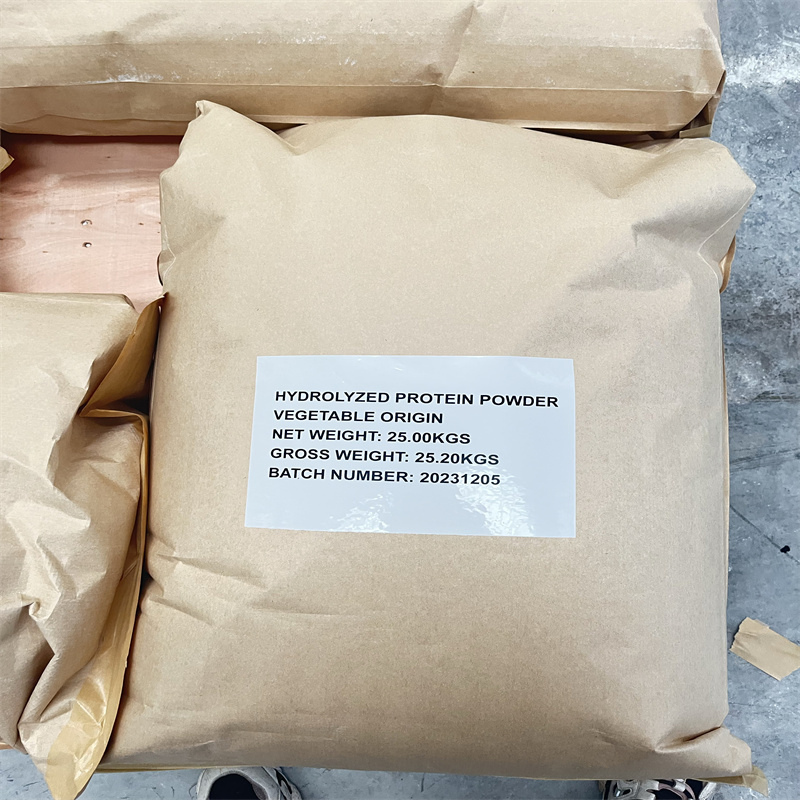 HYDROLYZED PROTEIN POWDER
VEGETABLE ORIGIN
NET WEIGHT: 25.00KGS
GROSS WEIGHT: 25.20KGS
BATCH NUMBER: 20231205